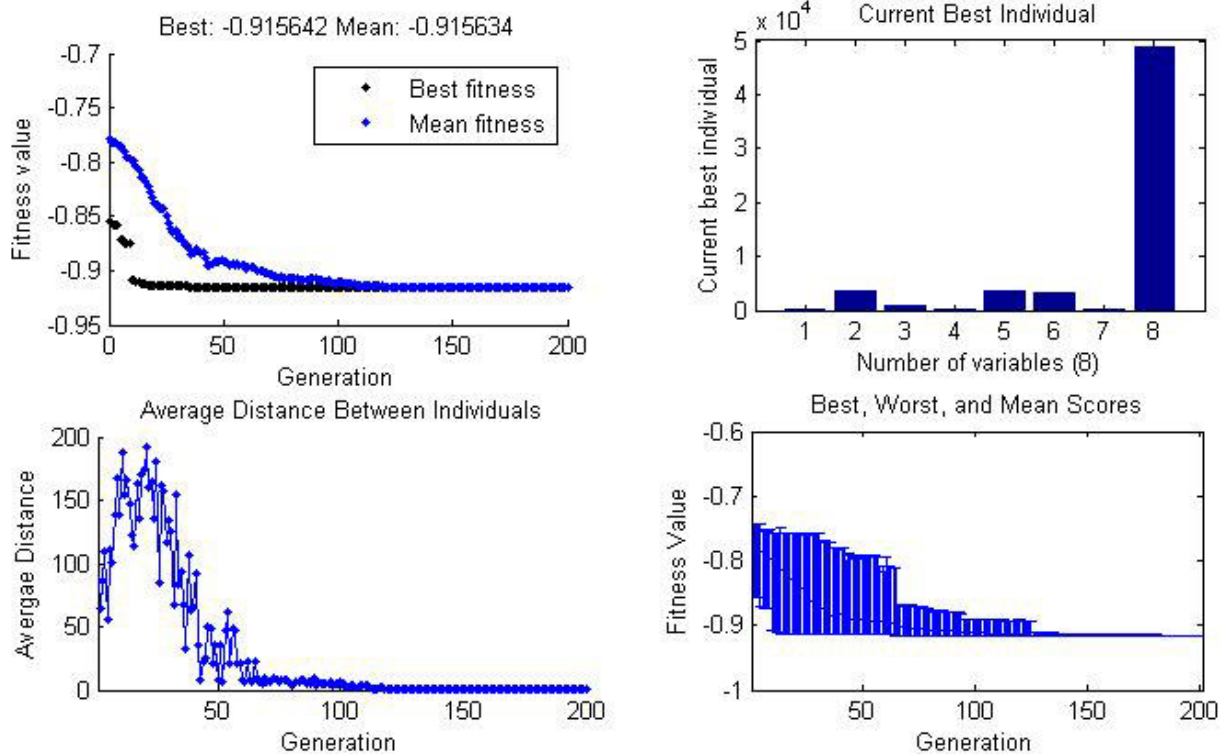 Best: -0.915642 Mean: -0.915634
-0.7
-0.75
-0.8
-0.85
-0.9
-0.95
Fitness value
Best fitness
Mean fitness
0
50
100
150
200
Generation
Current Best Individual
x 10^4
5
4
3
2
1
0
Current best individual
1 2 3 4 5 6 7 8
Number of variables (8)
Average Distance Between Individuals
200
150
100
50
0
Avergae Distance
50
100
150
200
Generation
Best, Worst, and Mean Scores
-0.6
-0.7
-0.8
-0.9
-1
Fitness Value
50
100
150
200
Generation